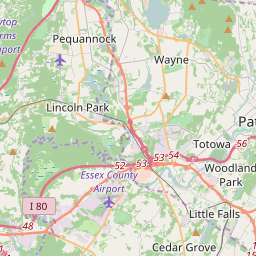 Pequannock
Wayne
Lincoln Park
Totowa
56
54
53
53
52
Essex County
Airport
Woodland
Park
I 80
48
Little Falls
Cedar Grove